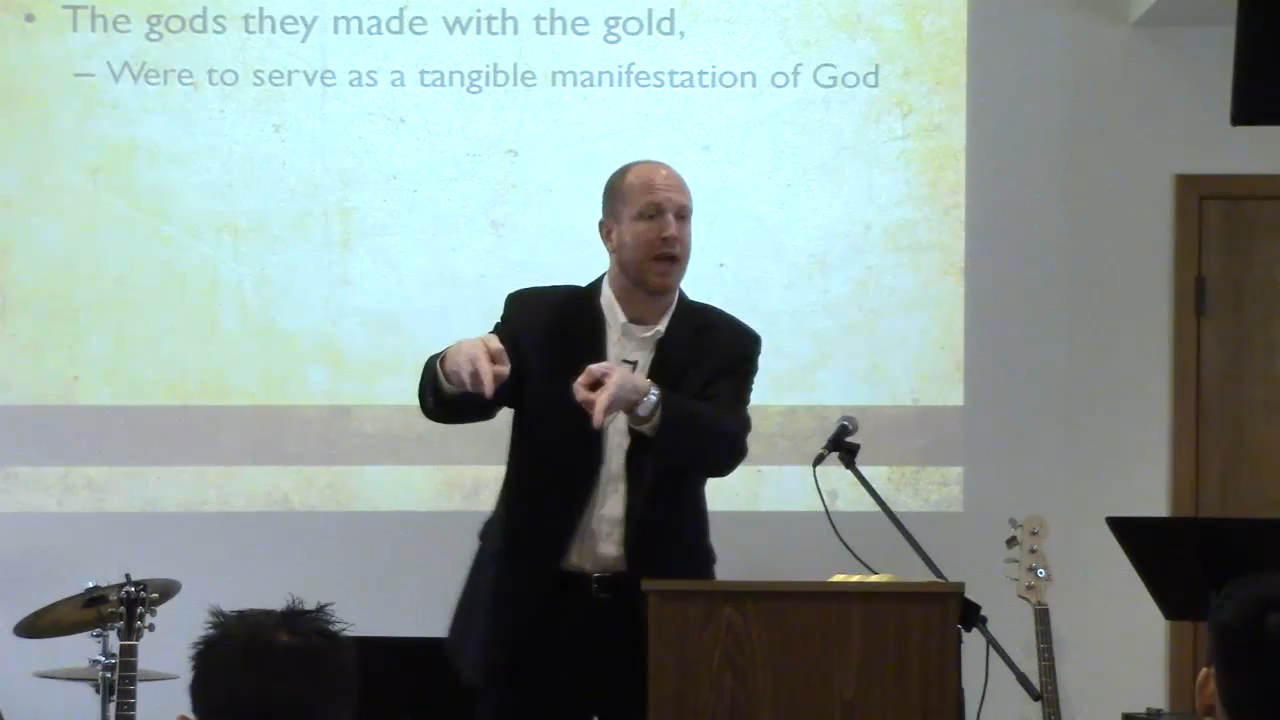 • The gods they made with the gold,
– Were to serve as a tangible manifestation of God